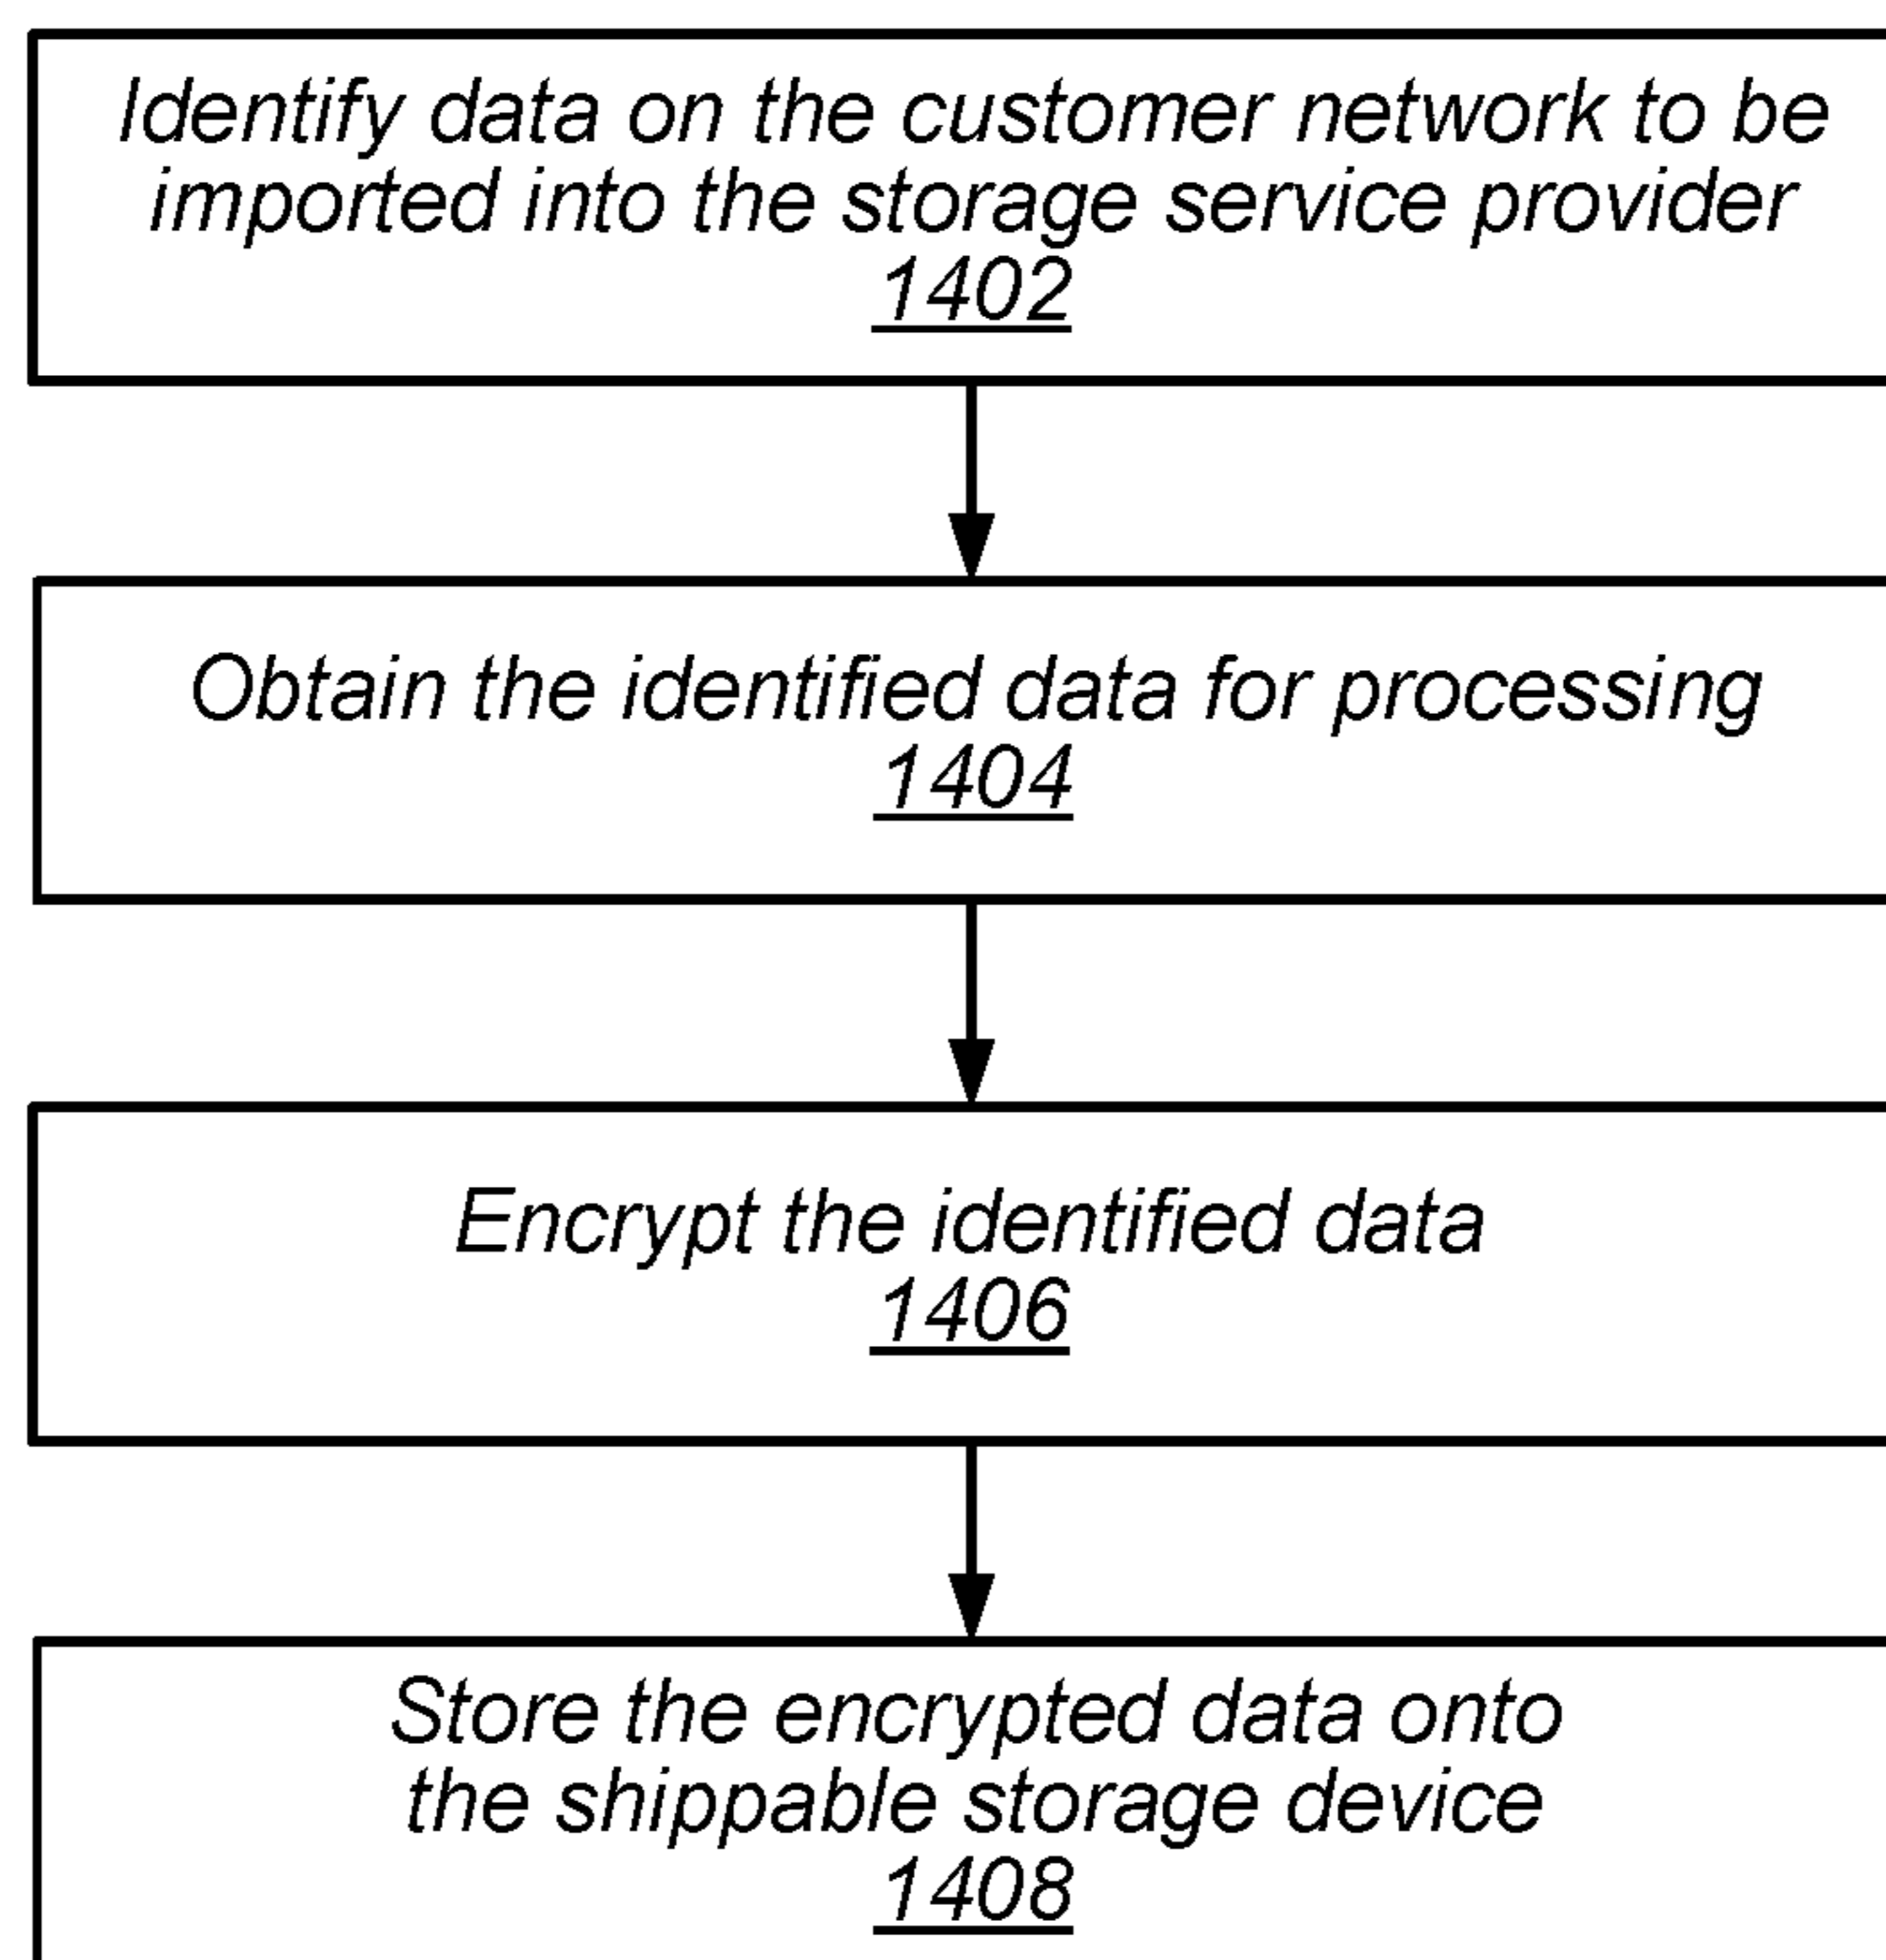 Identify data on the customer network to be
imported into the storage service provider
1402
Obtain the identified data for processing
1404
Encrypt the identified data
1406
Store the encrypted data onto
the shippable storage device
1408